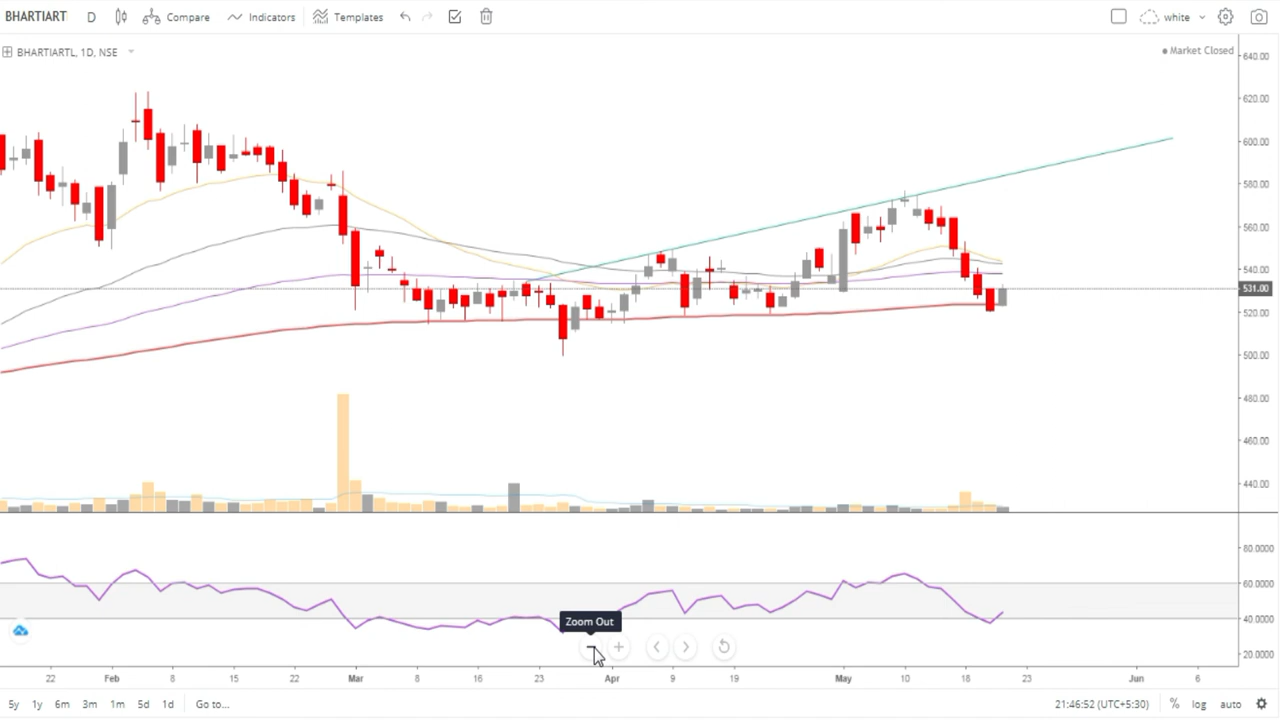 BHARTIART D Compare Indicators Templates white
BHARTIARTL, 1D, NSE
Market Closed
640.00
620.00
600.00
580.00
560.00
540.00
531.00
520.00
500.00
480.00
460.00
440.00
80.0000
60.0000
40.0000
20.0000
Zoom Out
22 Feb 8 15 22 Mar 8 16 23 Apr 9 19 May 10 18 23 Jun 6
5y 1y 6m 3m 1m 5d 1d Go to... 21:46:52 (UTC+5:30) % log auto